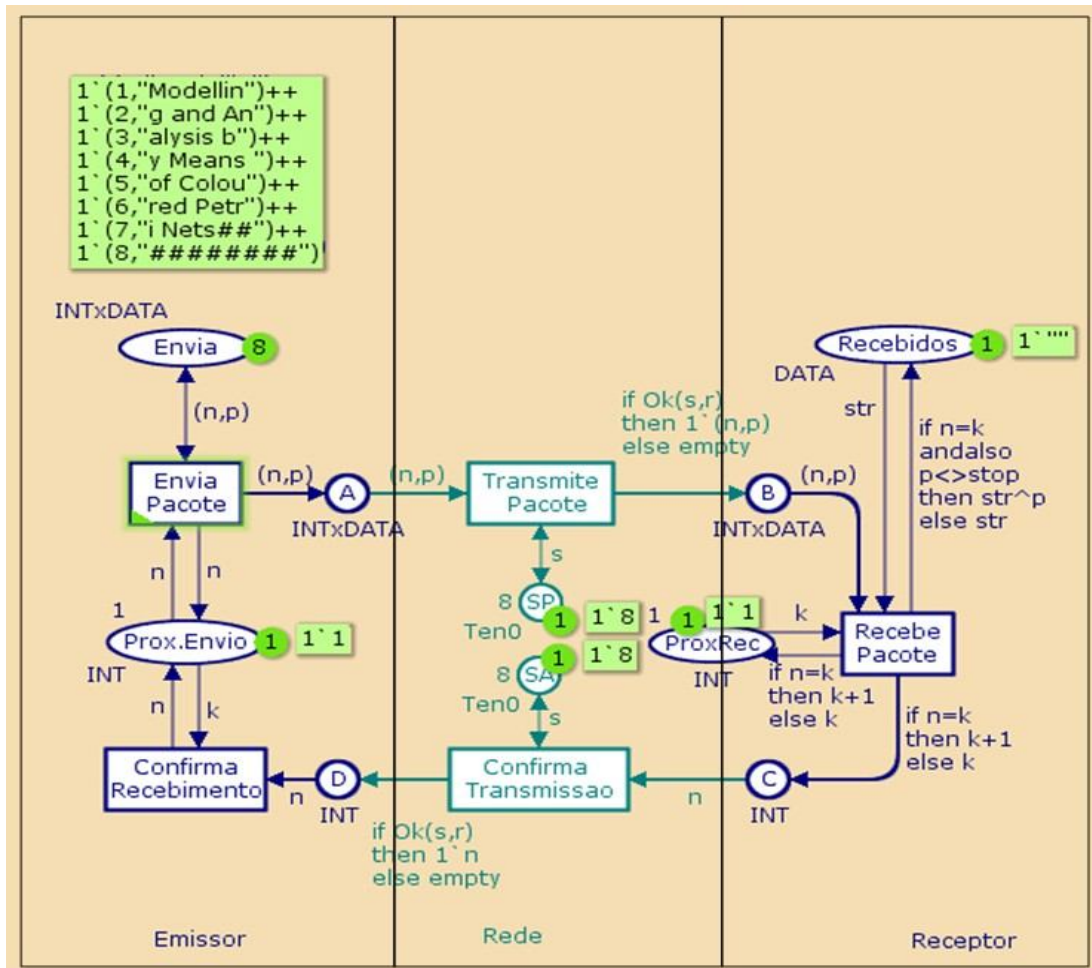 1`(1,"Modellin")++
1`(2,"g and An")++
1`(3,"alysis b")++
1`(4,"y Means ")++
1`(5,"of Colou")++
1`(6,"red Petr")++
1`(7,"i Nets##")++
1`(8,"########")
INTxDATA
Envia
8
(n,p)
Envia
Pacote
(n,p)
A
INTxDATA
(n,p)
Transmite
Pacote
if Ok(s,r)
then 1`(n,p)
else empty
B
INTxDATA
(n,p)
Recebidos
1
1`""
DATA
str
if n=k
andalso
p<>stop
then str^p
else str
n
n
1
Prox.Envio
1
1`1
INT
n
k
s
8
SP
1
1`8
Ten0
8
SA
1
1`8
Ten0
s
1
1
1`1
ProxRec
INT
k
Recebe
Pacote
if n=k
then k+1
else k
if n=k
then k+1
else k
Confirma
Recebimento
n
D
INT
if Ok(s,r)
then 1`n
else empty
Confirma
Transmissao
n
C
INT
Emissor
Rede
Receptor